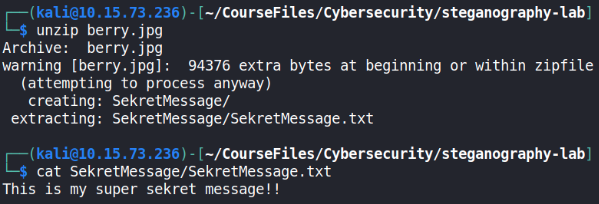 ┌──(kali@10.15.73.236)-[~/CourseFiles/Cybersecurity/steganography-lab]
└─$ unzip berry.jpg
Archive:  berry.jpg
warning [berry.jpg]:  94376 extra bytes at beginning or within zipfile
  (attempting to process anyway)
   creating: SekretMessage/
 extracting: SekretMessage/SekretMessage.txt
┌──(kali@10.15.73.236)-[~/CourseFiles/Cybersecurity/steganography-lab]
└─$ cat SekretMessage/SekretMessage.txt
This is my super sekret message!!